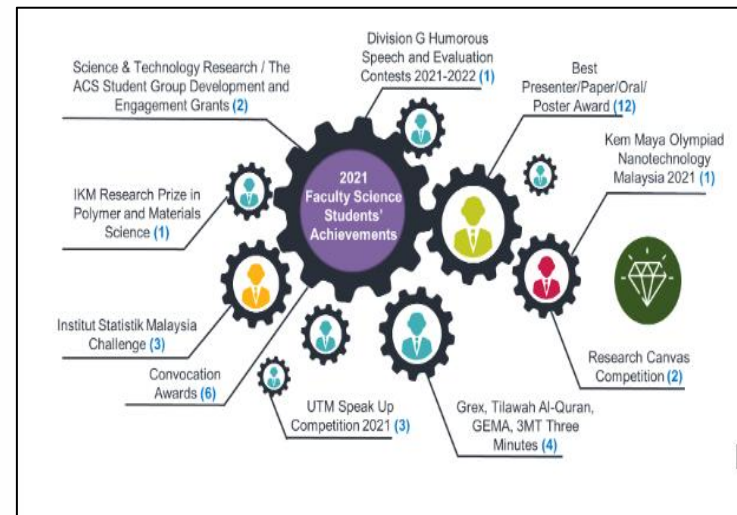 Division G Humorous
Speech and Evaluation
Contests 2021-2022 (1)
Science & Technology Research / The
ACS Student Group Development and
Engagement Grants (2)
Best
Presenter/Paper/Oral/
Poster Award (12)
Kem Maya Olympiad
Nanotechnology
Malaysia 2021 (1)
2021
Faculty Science
Students'
Achievements
IKM Research Prize in
Polymer and Materials
Science (1)
Institut Statistik Malaysia
Challenge (3)
Convocation
Awards (6)
UTM Speak Up
Competition 2021 (3)
Grex, Tilawah Al-Quran,
GEMA, 3MT Three
Minutes (4)
Research Canvas
Competition (2)